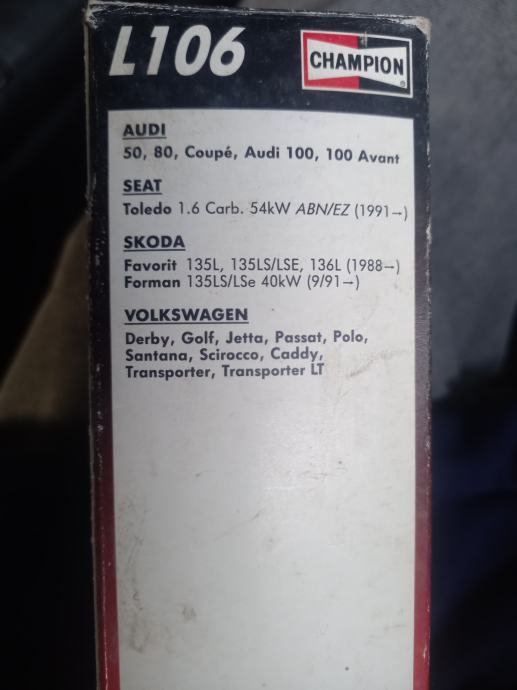 L106
CHAMPION
AUDI
50, 80, Coupé, Audi 100, 100 Avant
SEAT
Toledo 1.6 Carb. 54kW ABN/EZ (1991→)
SKODA
Favorit 135L, 135LS/LSE, 136L (1988→)
Forman 135LS/LSe 40kW (9/91→)
VOLKSWAGEN
Derby, Golf, Jetta, Passat, Polo,
Santana, Scirocco, Caddy,
Transporter, Transporter LT